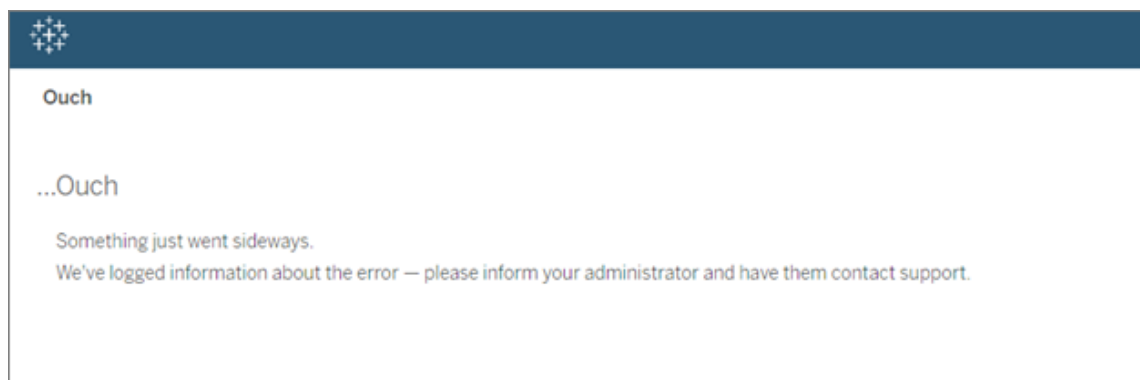 Ouch
...Ouch
Something just went sideways.
We've logged information about the error — please inform your administrator and have them contact support.